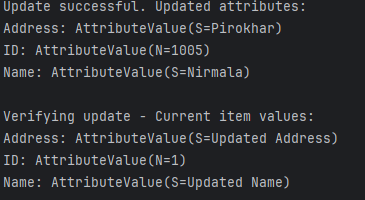 Update successful. Updated attributes:
Address: AttributeValue(S=Pirokhar)
ID: AttributeValue(N=1005)
Name: AttributeValue(S=Nirmala)
Verifying update - Current item values:
Address: AttributeValue(S=Updated Address)
ID: AttributeValue(N=1)
Name: AttributeValue(S=Updated Name)